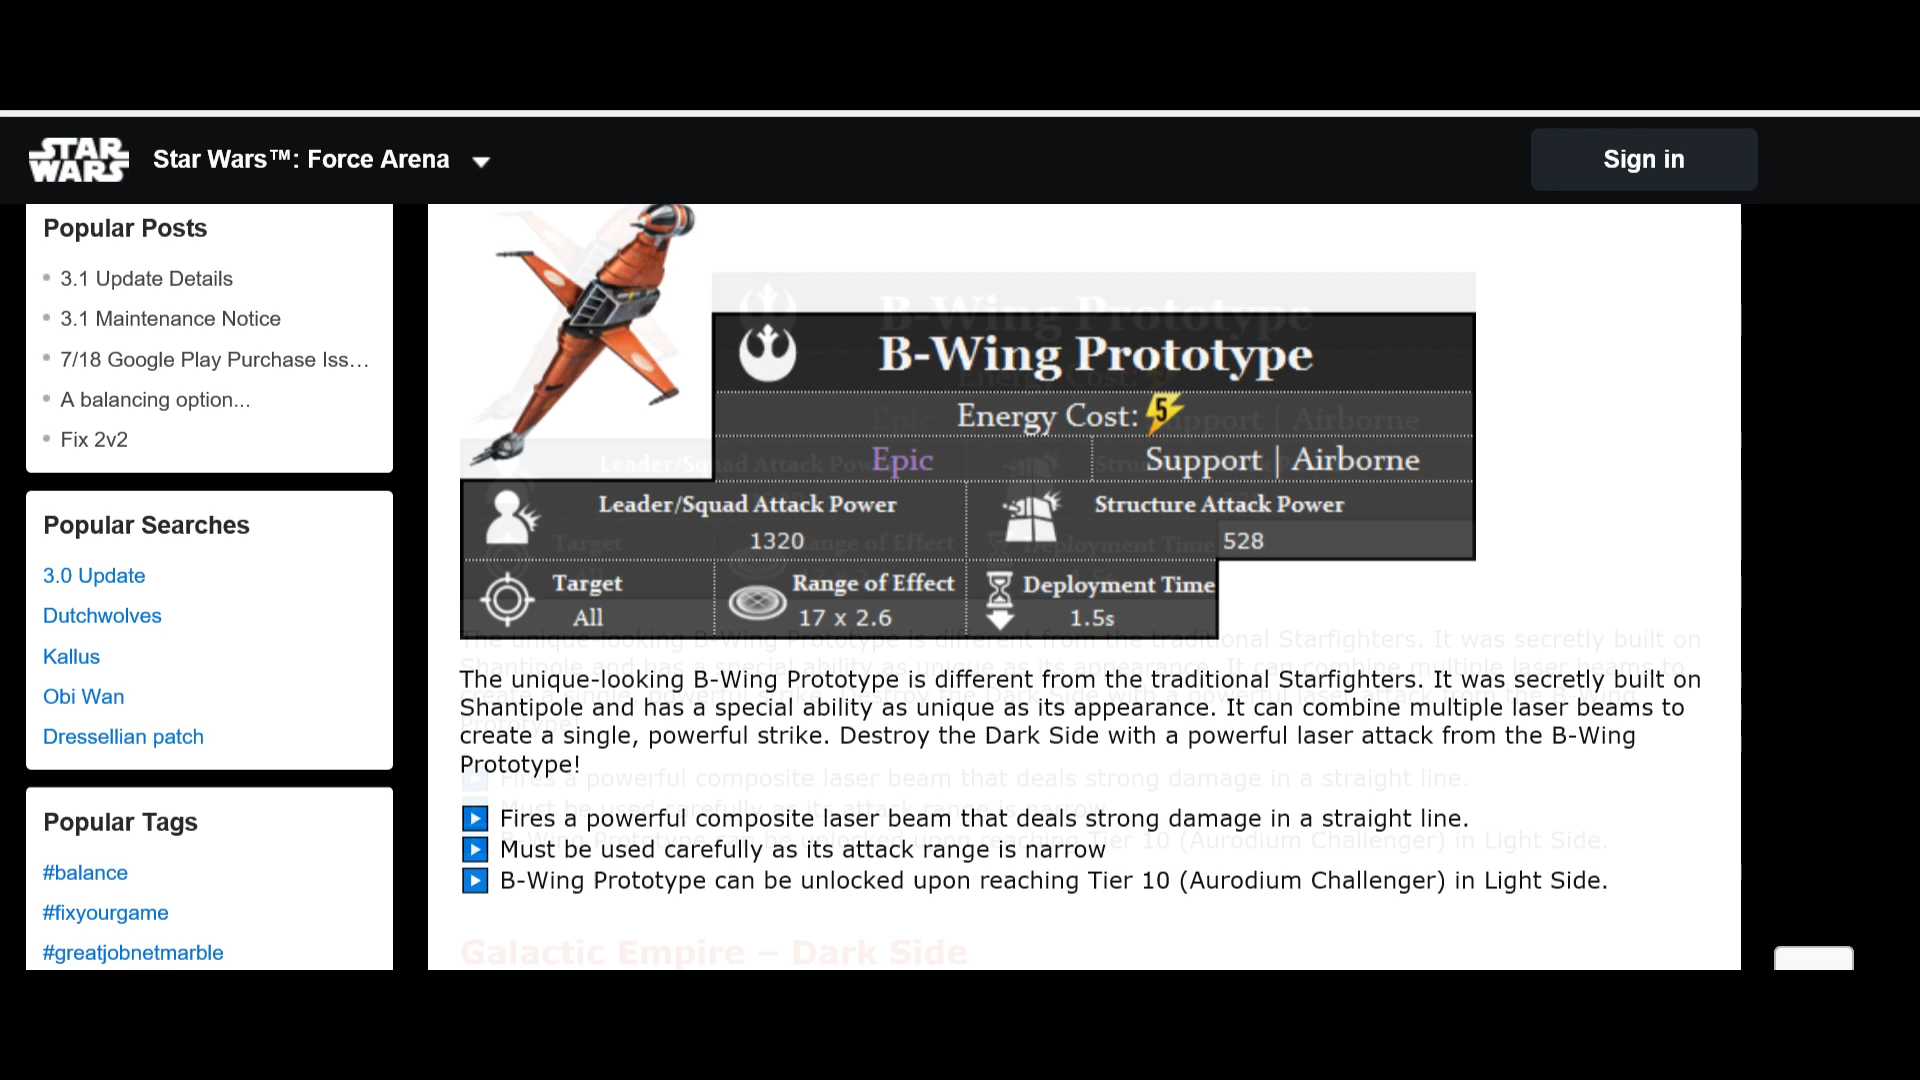 STAR WARS
Star Wars™: Force Arena
Sign in
Popular Posts
3.1 Update Details
3.1 Maintenance Notice
7/18 Google Play Purchase Iss...
A balancing option...
Fix 2v2
Popular Searches
3.0 Update
Dutchwolves
Kallus
Obi Wan
Dressellian patch
Popular Tags
#balance
#fixyourgame
#greatjobnetmarble
B-Wing Prototype
Energy Cost: 5
Epic
Support | Airborne
Leader/Squad Attack Power
1320
Structure Attack Power
528
Target
All
Range of Effect
17 x 2.6
Deployment Time
1.5s
The unique-looking B-Wing Prototype is different from the traditional Starfighters. It was secretly built on
Shantipole and has a special ability as unique as its appearance. It can combine multiple laser beams to
create a single, powerful strike. Destroy the Dark Side with a powerful laser attack from the B-Wing
Prototype!
Fires a powerful composite laser beam that deals strong damage in a straight line.
Must be used carefully as its attack range is narrow
B-Wing Prototype can be unlocked upon reaching Tier 10 (Aurodium Challenger) in Light Side.
Galactic Empire – Dark Side